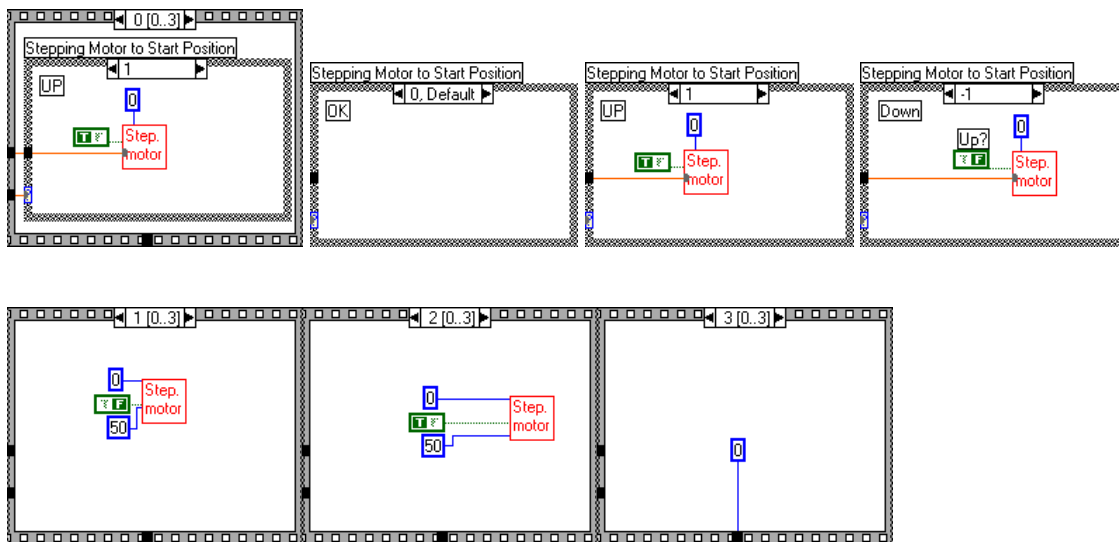 0 [0..3]
Stepping Motor to Start Position
1
UP
0
T F
Step.
motor
Stepping Motor to Start Position
0, Default
OK
Stepping Motor to Start Position
1
UP
0
T F
Step.
motor
Stepping Motor to Start Position
-1
Down
0
Up?
F
Step.
motor
1 [0..3]
0
F
50
Step.
motor
2 [0..3]
0
T F
50
Step.
motor
3 [0..3]
0